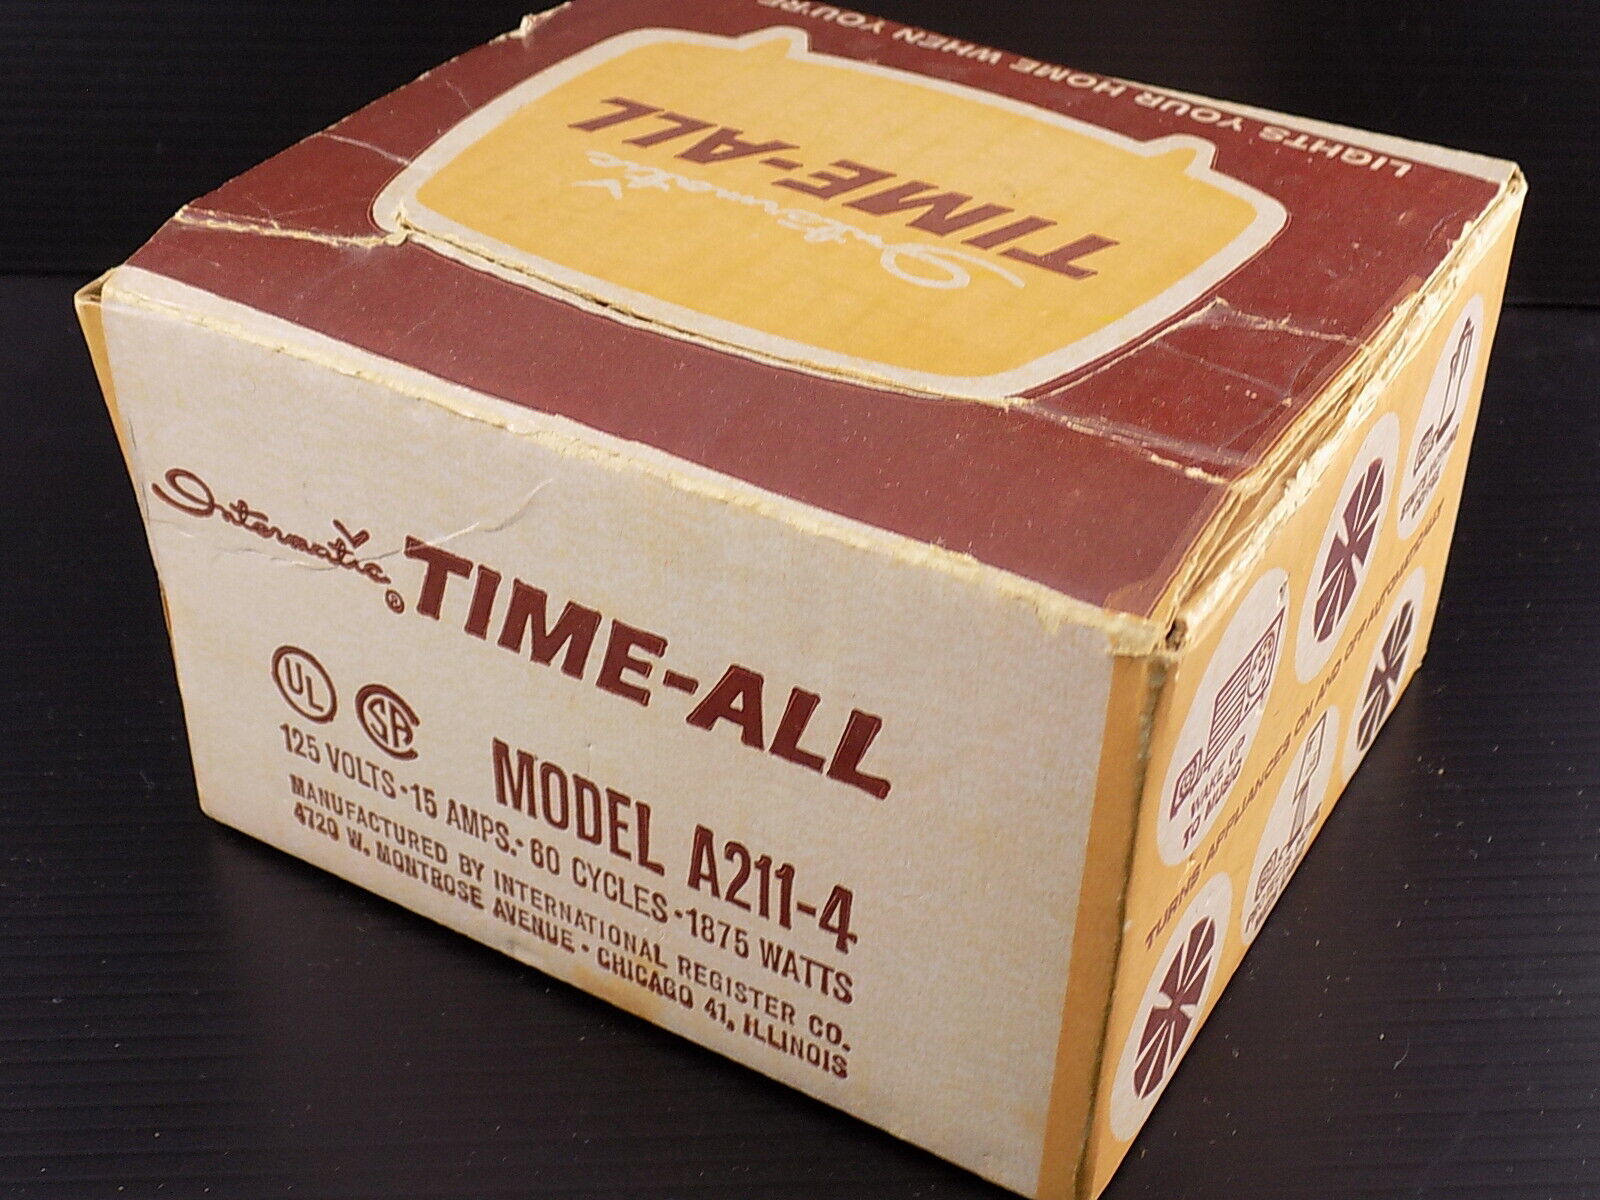 LIGHTS YOUR HOME WHEN YOU'RE
Intermatic
TIME-ALL
Intermatic® TIME-ALL
UL
CSA
MODEL A211-4
125 VOLTS·15 AMPS.·60 CYCLES·1875 WATTS
MANUFACTURED BY INTERNATIONAL REGISTER CO.
4720 W. MONTROSE AVENUE · CHICAGO 41, ILLINOIS
WAKE UP
TO MUSIC
TURNS APPLIANCES ON AND OFF AUTOMATICALLY